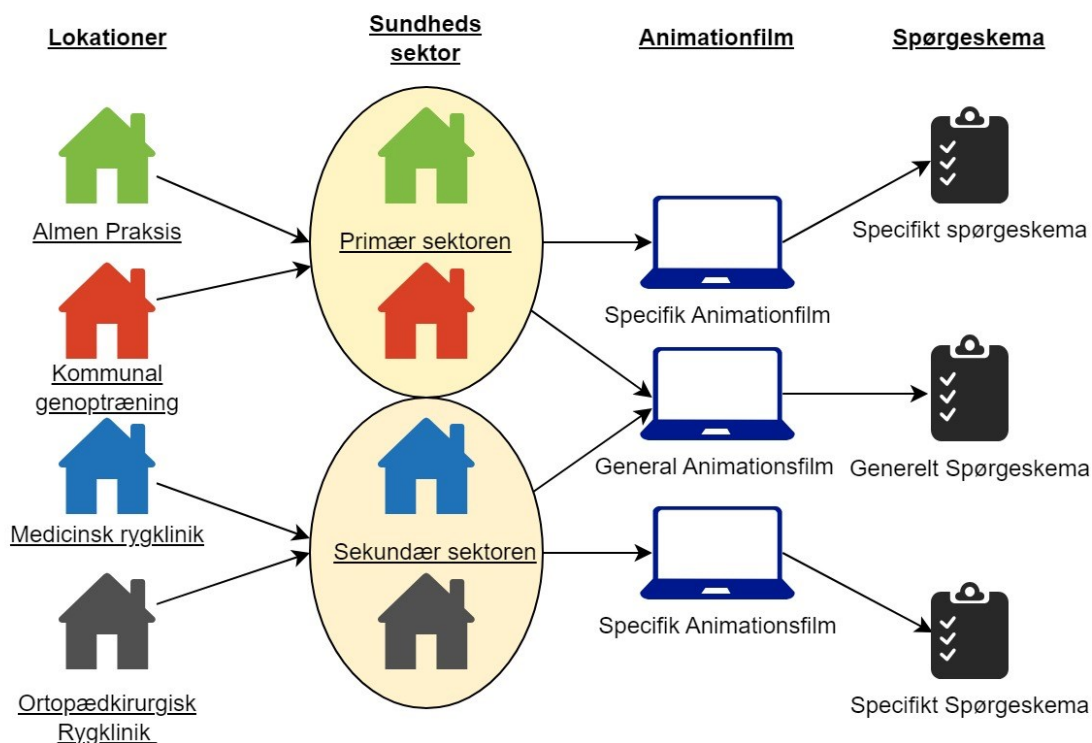 Lokationer
Sundheds
sektor
Animationfilm
Spørgeskema
Almen Praksis
Primær sektoren
Specifik Animationfilm
Specifikt spørgeskema
Kommunal
genoptræning
General Animationsfilm
Generelt Spørgeskema
Medicinsk rygklinik
Sekundær sektoren
Specifik Animationsfilm
Ortopædkirurgisk
Rygklinik
Specifikt Spørgeskema